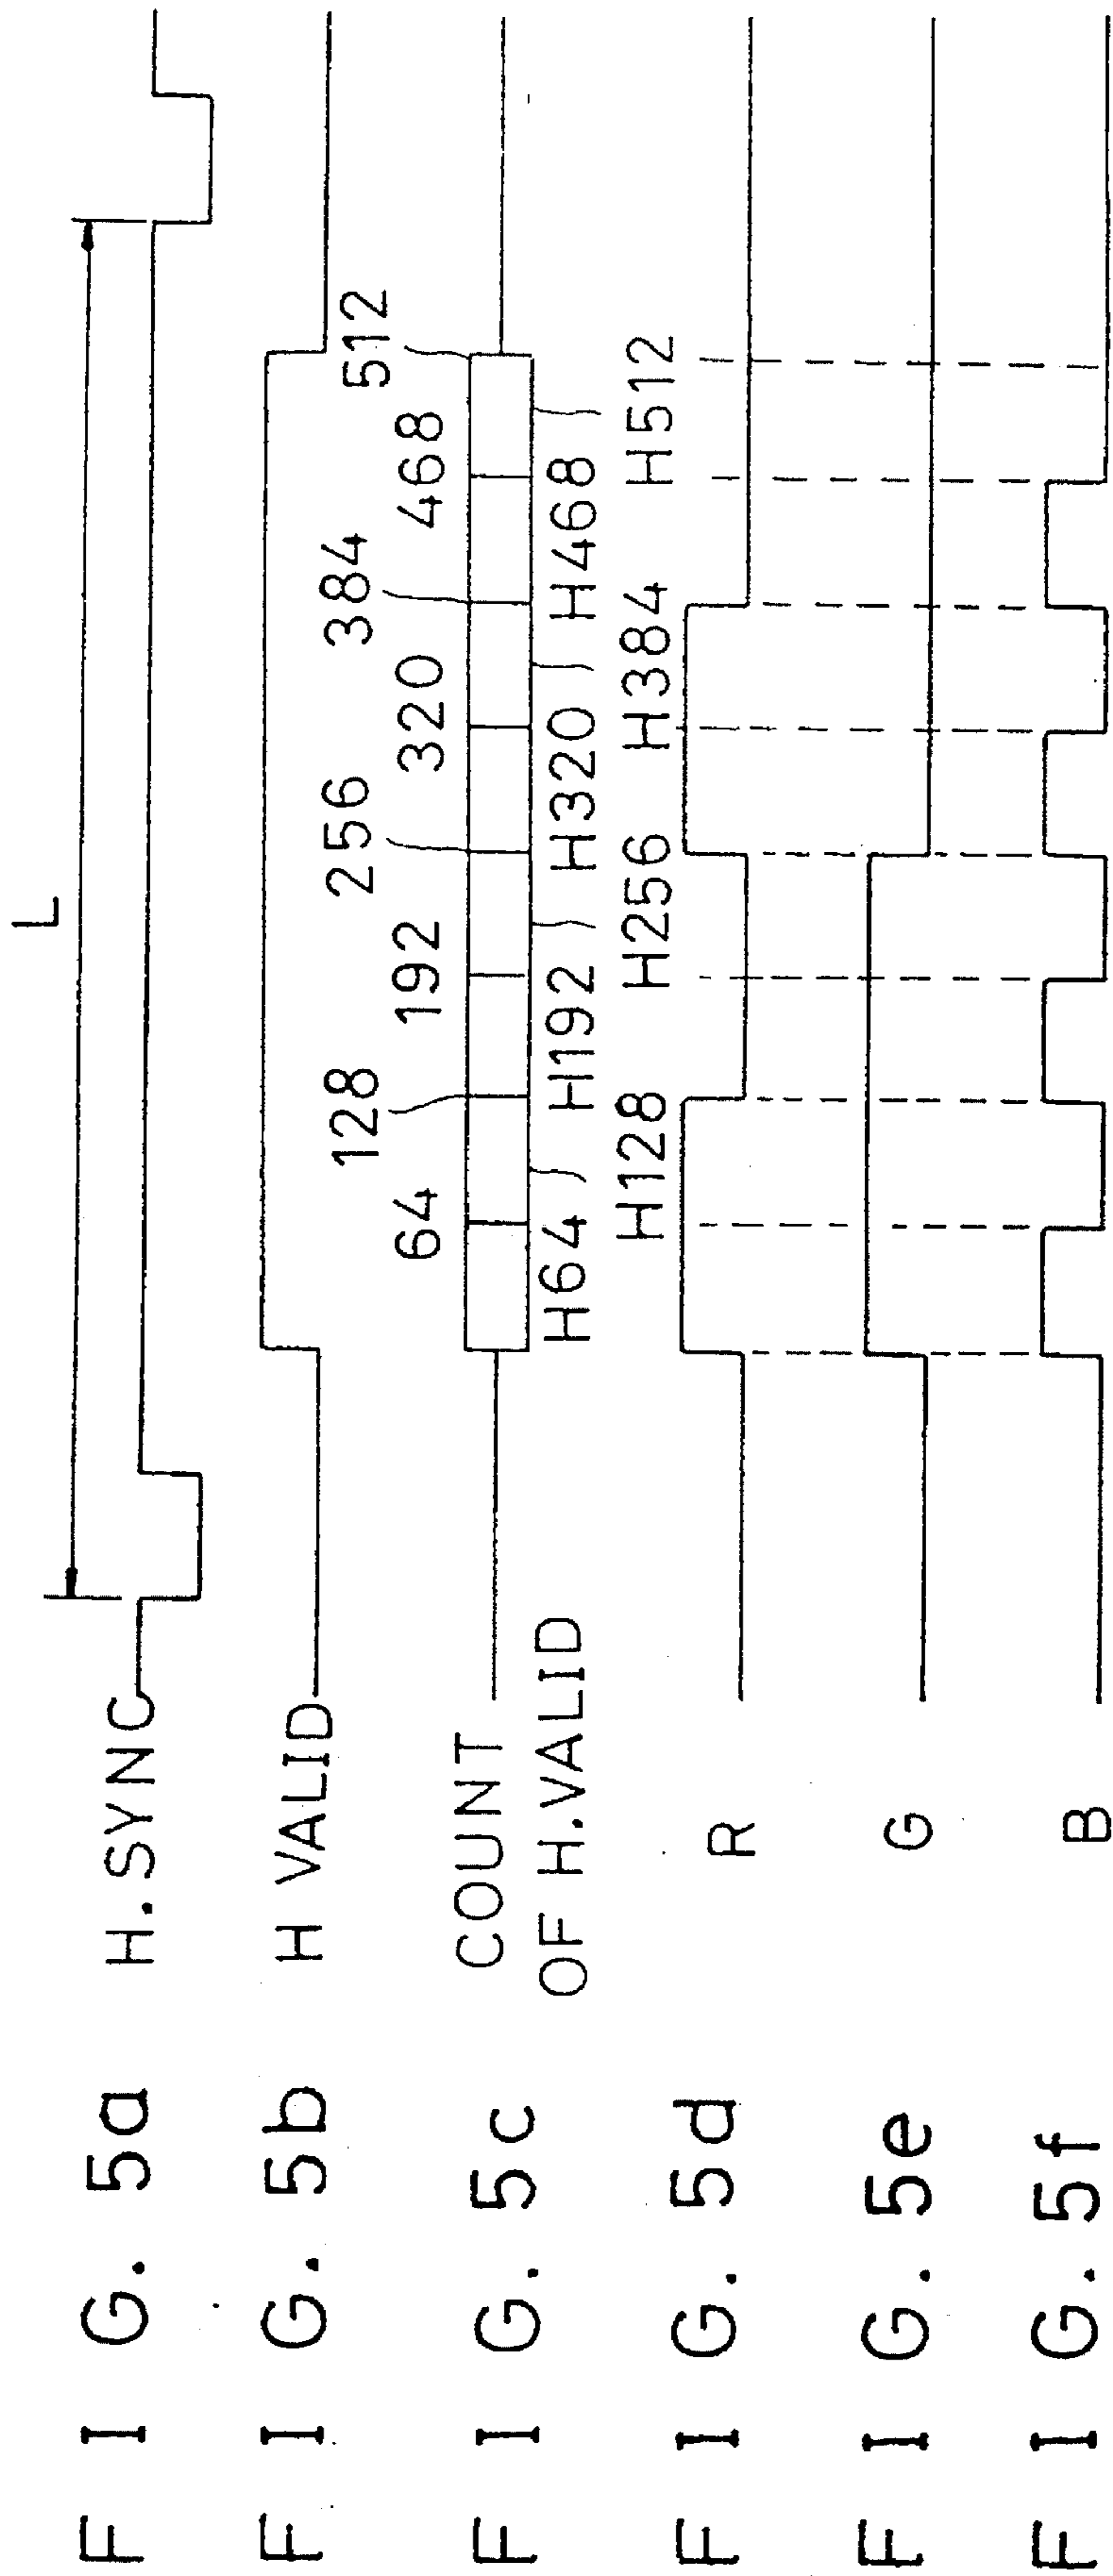 L
FIG. 5a H.SYNC
FIG. 5b H VALID
64 128 192 256 320 384 468 512
FIG. 5c COUNT OF H.VALID
H64 H128 H192 H256 H320 H384 H468 H512
FIG. 5d R
FIG. 5e G
FIG. 5f B